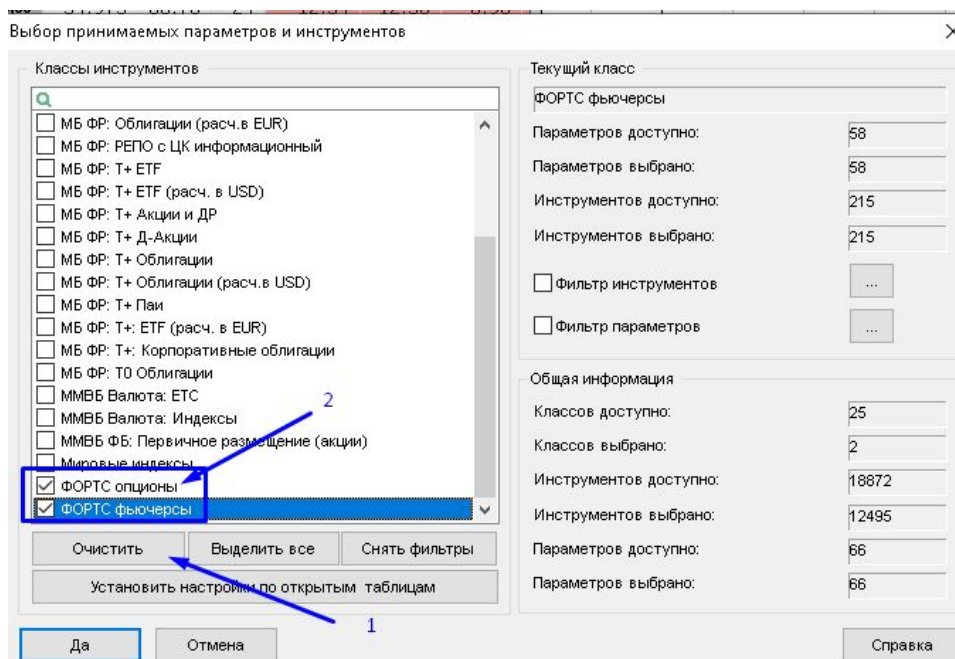 Выбор принимаемых параметров и инструментов
Классы инструментов
МБ ФР: Облигации (расч.в EUR)
МБ ФР: РЕПО с ЦК информационный
МБ ФР: Т+ ETF
МБ ФР: Т+ ETF (расч. в USD)
МБ ФР: Т+ Акции и ДР
МБ ФР: Т+ Д-Акции
МБ ФР: Т+ Облигации
МБ ФР: Т+ Облигации (расч.в USD)
МБ ФР: Т+ Паи
МБ ФР: Т+: ETF (расч. в EUR)
МБ ФР: Т+: Корпоративные облигации
МБ ФР: Т0 Облигации
ММВБ Валюта: ETC
ММВБ Валюта: Индексы
ММВБ ФБ: Первичное размещение (акции)
Мировые индексы
ФОРТС опционы
ФОРТС фьючерсы
2
Очистить
Выделить все
Снять фильтры
Установить настройки по открытым таблицам
1
Да
Отмена
Текущий класс
ФОРТС фьючерсы
Параметров доступно: 58
Параметров выбрано: 58
Инструментов доступно: 215
Инструментов выбрано: 215
Фильтр инструментов ...
Фильтр параметров ...
Общая информация
Классов доступно: 25
Классов выбрано: 2
Инструментов доступно: 18872
Инструментов выбрано: 12495
Параметров доступно: 66
Параметров выбрано: 66
Справка